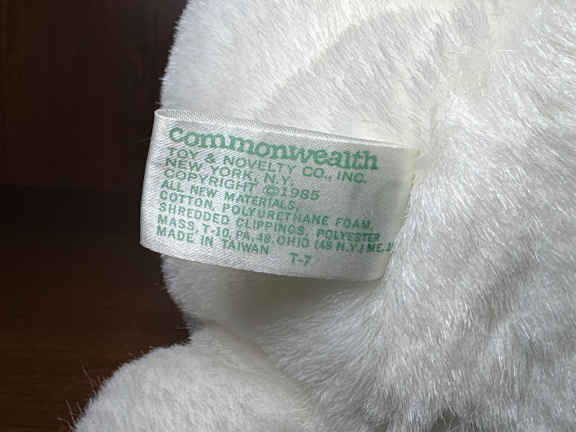 commonwealth
TOY & NOVELTY CO., INC.
NEW YORK, N.Y.
COPYRIGHT ©1985
ALL NEW MATERIALS,
COTTON, POLYURETHANE FOAM,
SHREDDED CLIPPINGS, POLYESTER
MASS, T-10, PA, 48, OHIO (48 N.Y.) ME.
MADE IN TAIWAN T-7